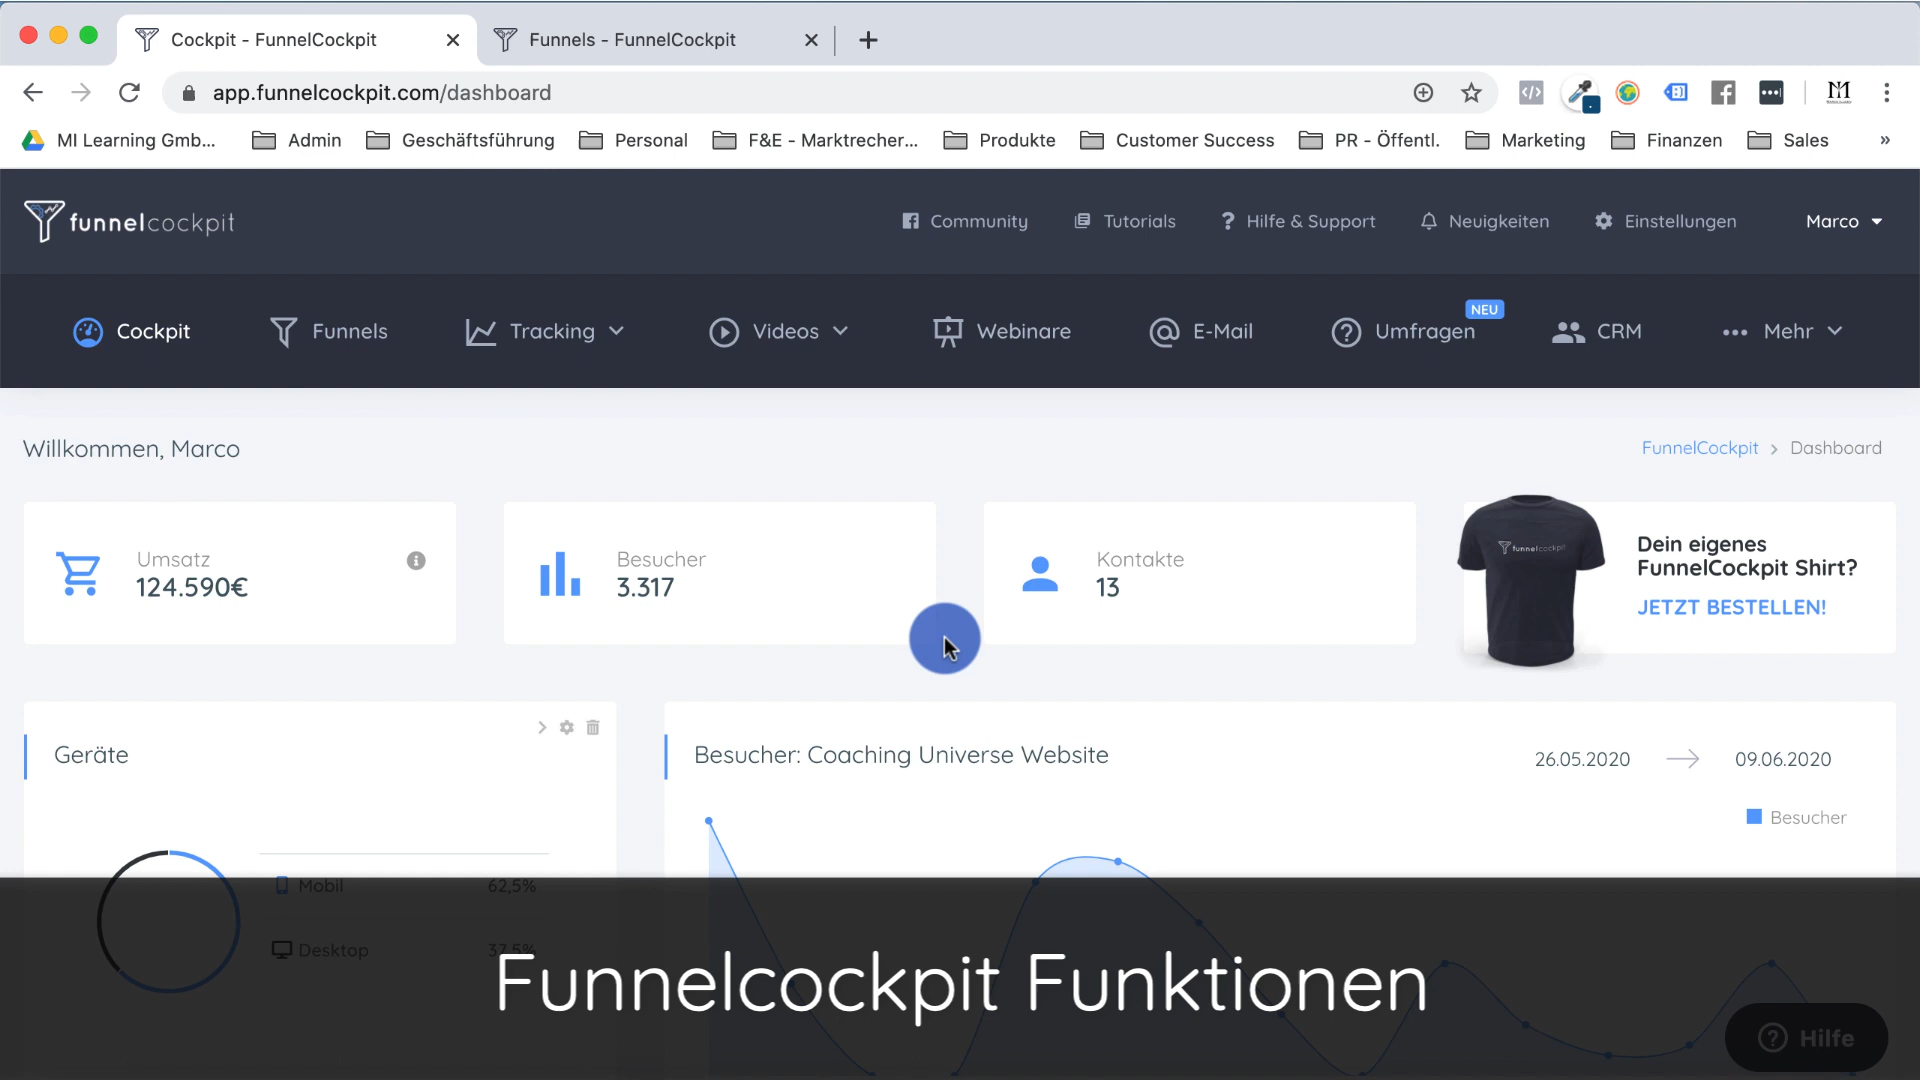 Cockpit - FunnelCockpit
Funnels - FunnelCockpit
app.funnelcockpit.com/dashboard
MI Learning Gmb...
Admin
Geschäftsführung
Personal
F&E - Marktrecher...
Produkte
Customer Success
PR - Öffentl.
Marketing
Finanzen
Sales
»
funnelcockpit
Community
Tutorials
Hilfe & Support
Neuigkeiten
Einstellungen
Marco
Cockpit
Funnels
Tracking
Videos
Webinare
E-Mail
Umfragen
NEU
CRM
Mehr
Willkommen, Marco
FunnelCockpit > Dashboard
Umsatz
124.590€
Besucher
3.317
Kontakte
13
funnelcockpit
Dein eigenes
FunnelCockpit Shirt?
JETZT BESTELLEN!
Geräte
Besucher: Coaching Universe Website
26.05.2020
09.06.2020
Besucher
Mobil
62,5%
Desktop
37,5%
Funnelcockpit Funktionen
Hilfe